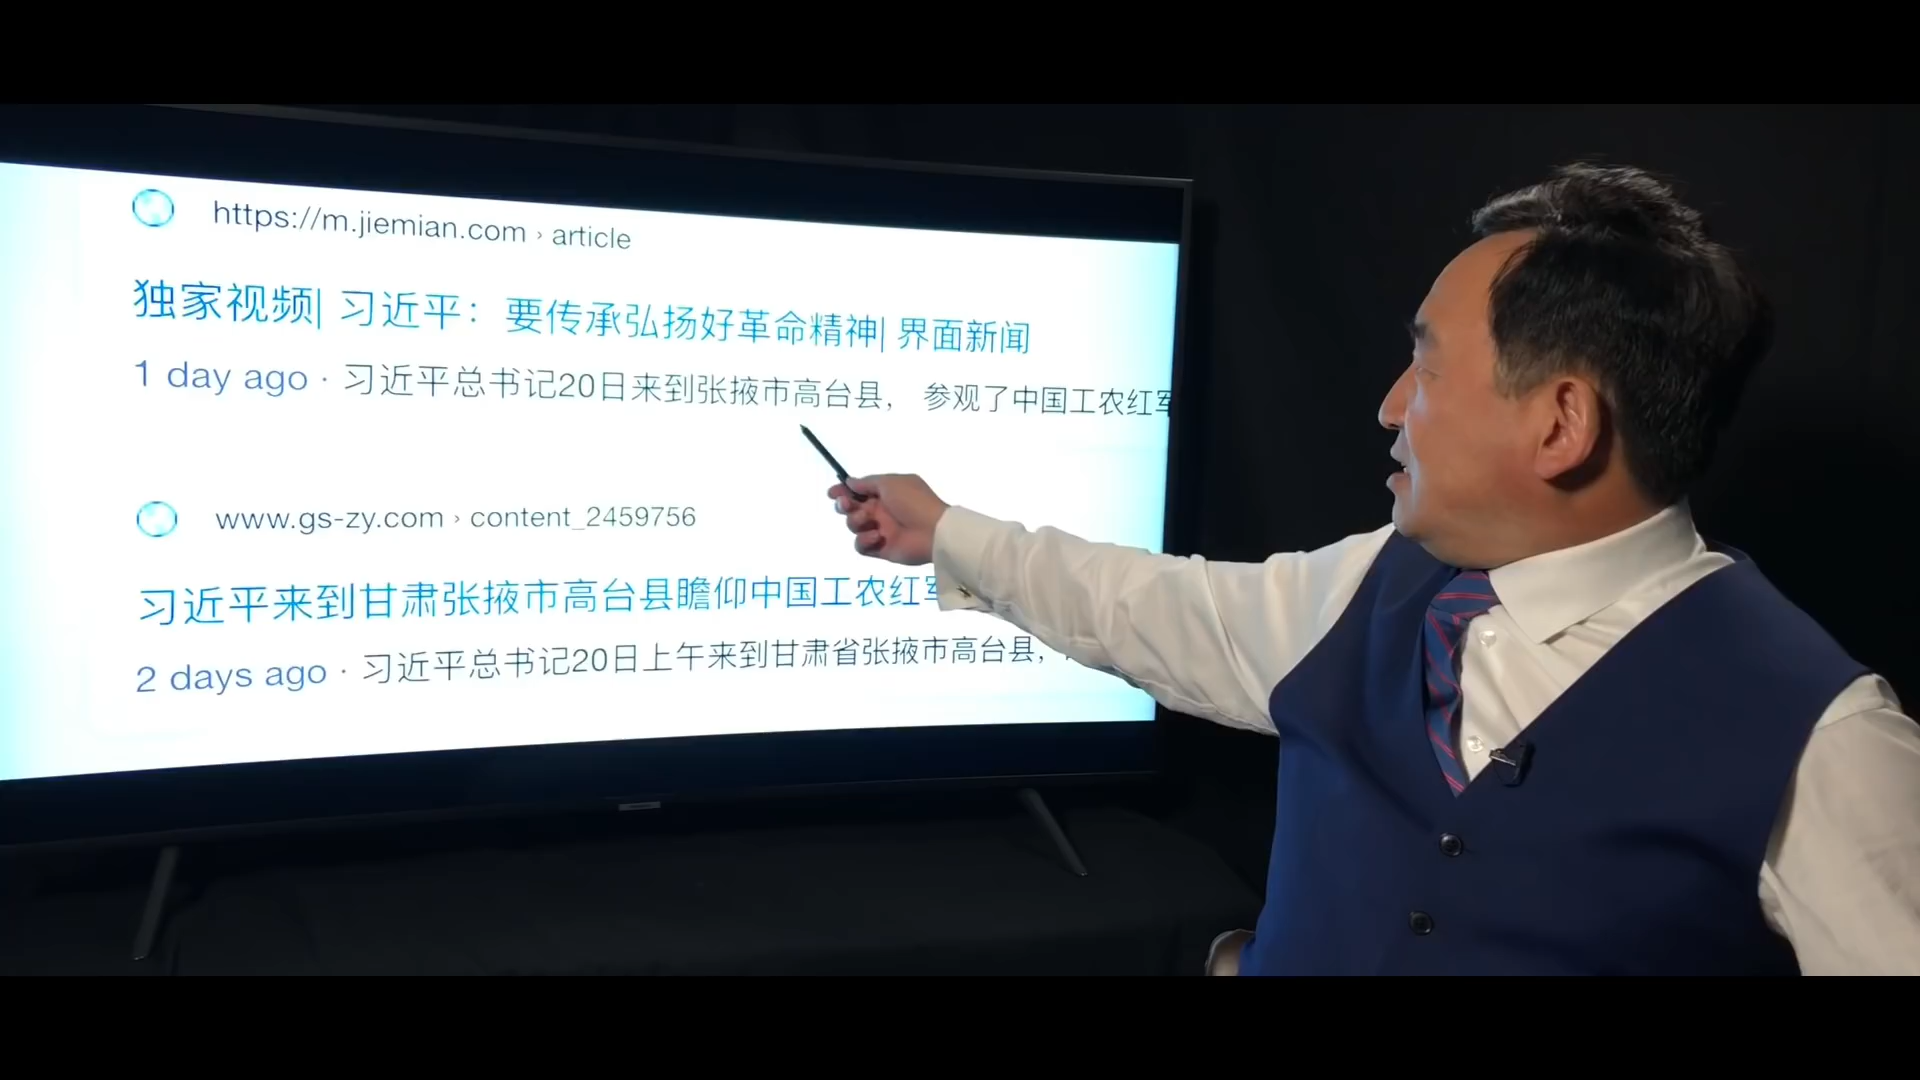 https://m.jiemian.com › article
独家视频| 习近平：要传承弘扬好革命精神| 界面新闻
1 day ago · 习近平总书记20日来到张掖市高台县， 参观了中国工农红军
www.gs-zy.com › content_2459756
习近平来到甘肃张掖市高台县瞻仰中国工农红军
2 days ago · 习近平总书记20日上午来到甘肃省张掖市高台县，